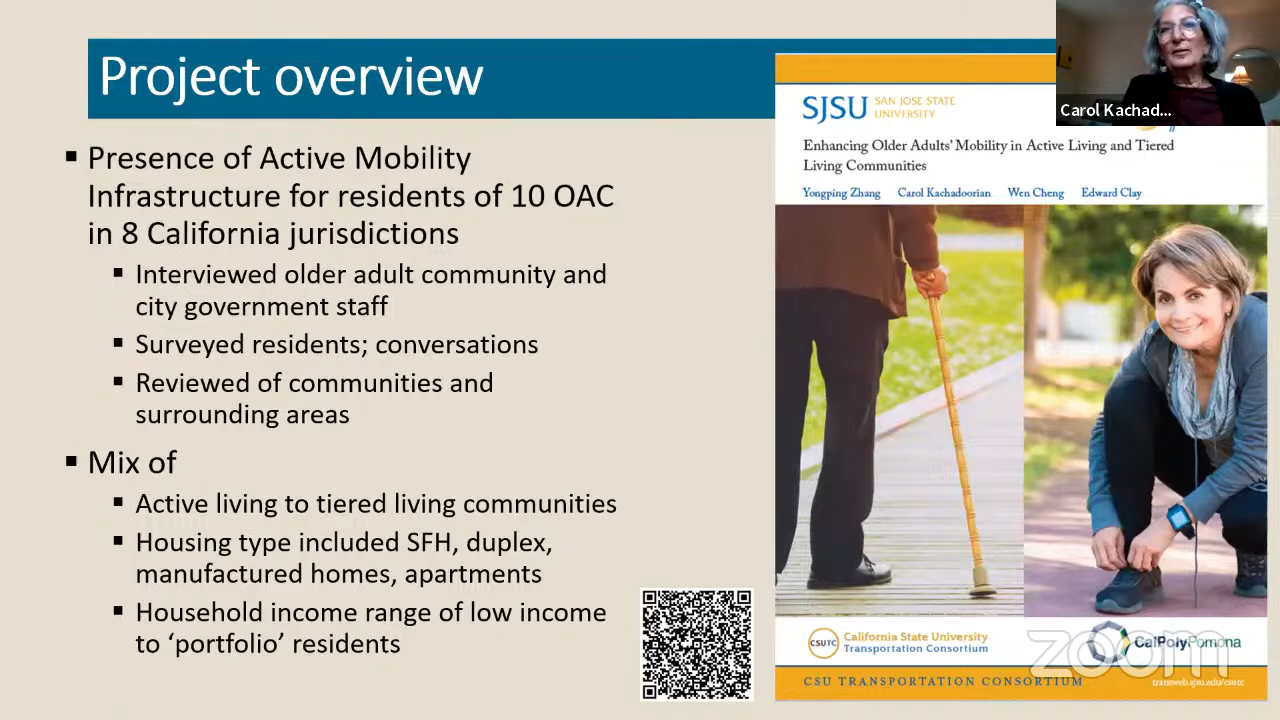 Project overview
▪ Presence of Active Mobility
Infrastructure for residents of 10 OAC
in 8 California jurisdictions
▪ Interviewed older adult community and
city government staff
▪ Surveyed residents; conversations
▪ Reviewed of communities and
surrounding areas
▪ Mix of
▪ Active living to tiered living communities
▪ Housing type included SFH, duplex,
manufactured homes, apartments
▪ Household income range of low income
to ‘portfolio’ residents
Carol Kachad...
SJSU SAN JOSE STATE
UNIVERSITY
Enhancing Older Adults’ Mobility in Active Living and Tiered
Living Communities
Yongping Zhang Carol Kachadoorian Wen Cheng Edward Clay
CSUTC California State University
Transportation Consortium
CalPolyPomona
zoom
CSU TRANSPORTATION CONSORTIUM transweb.sjsu.edu/csutc